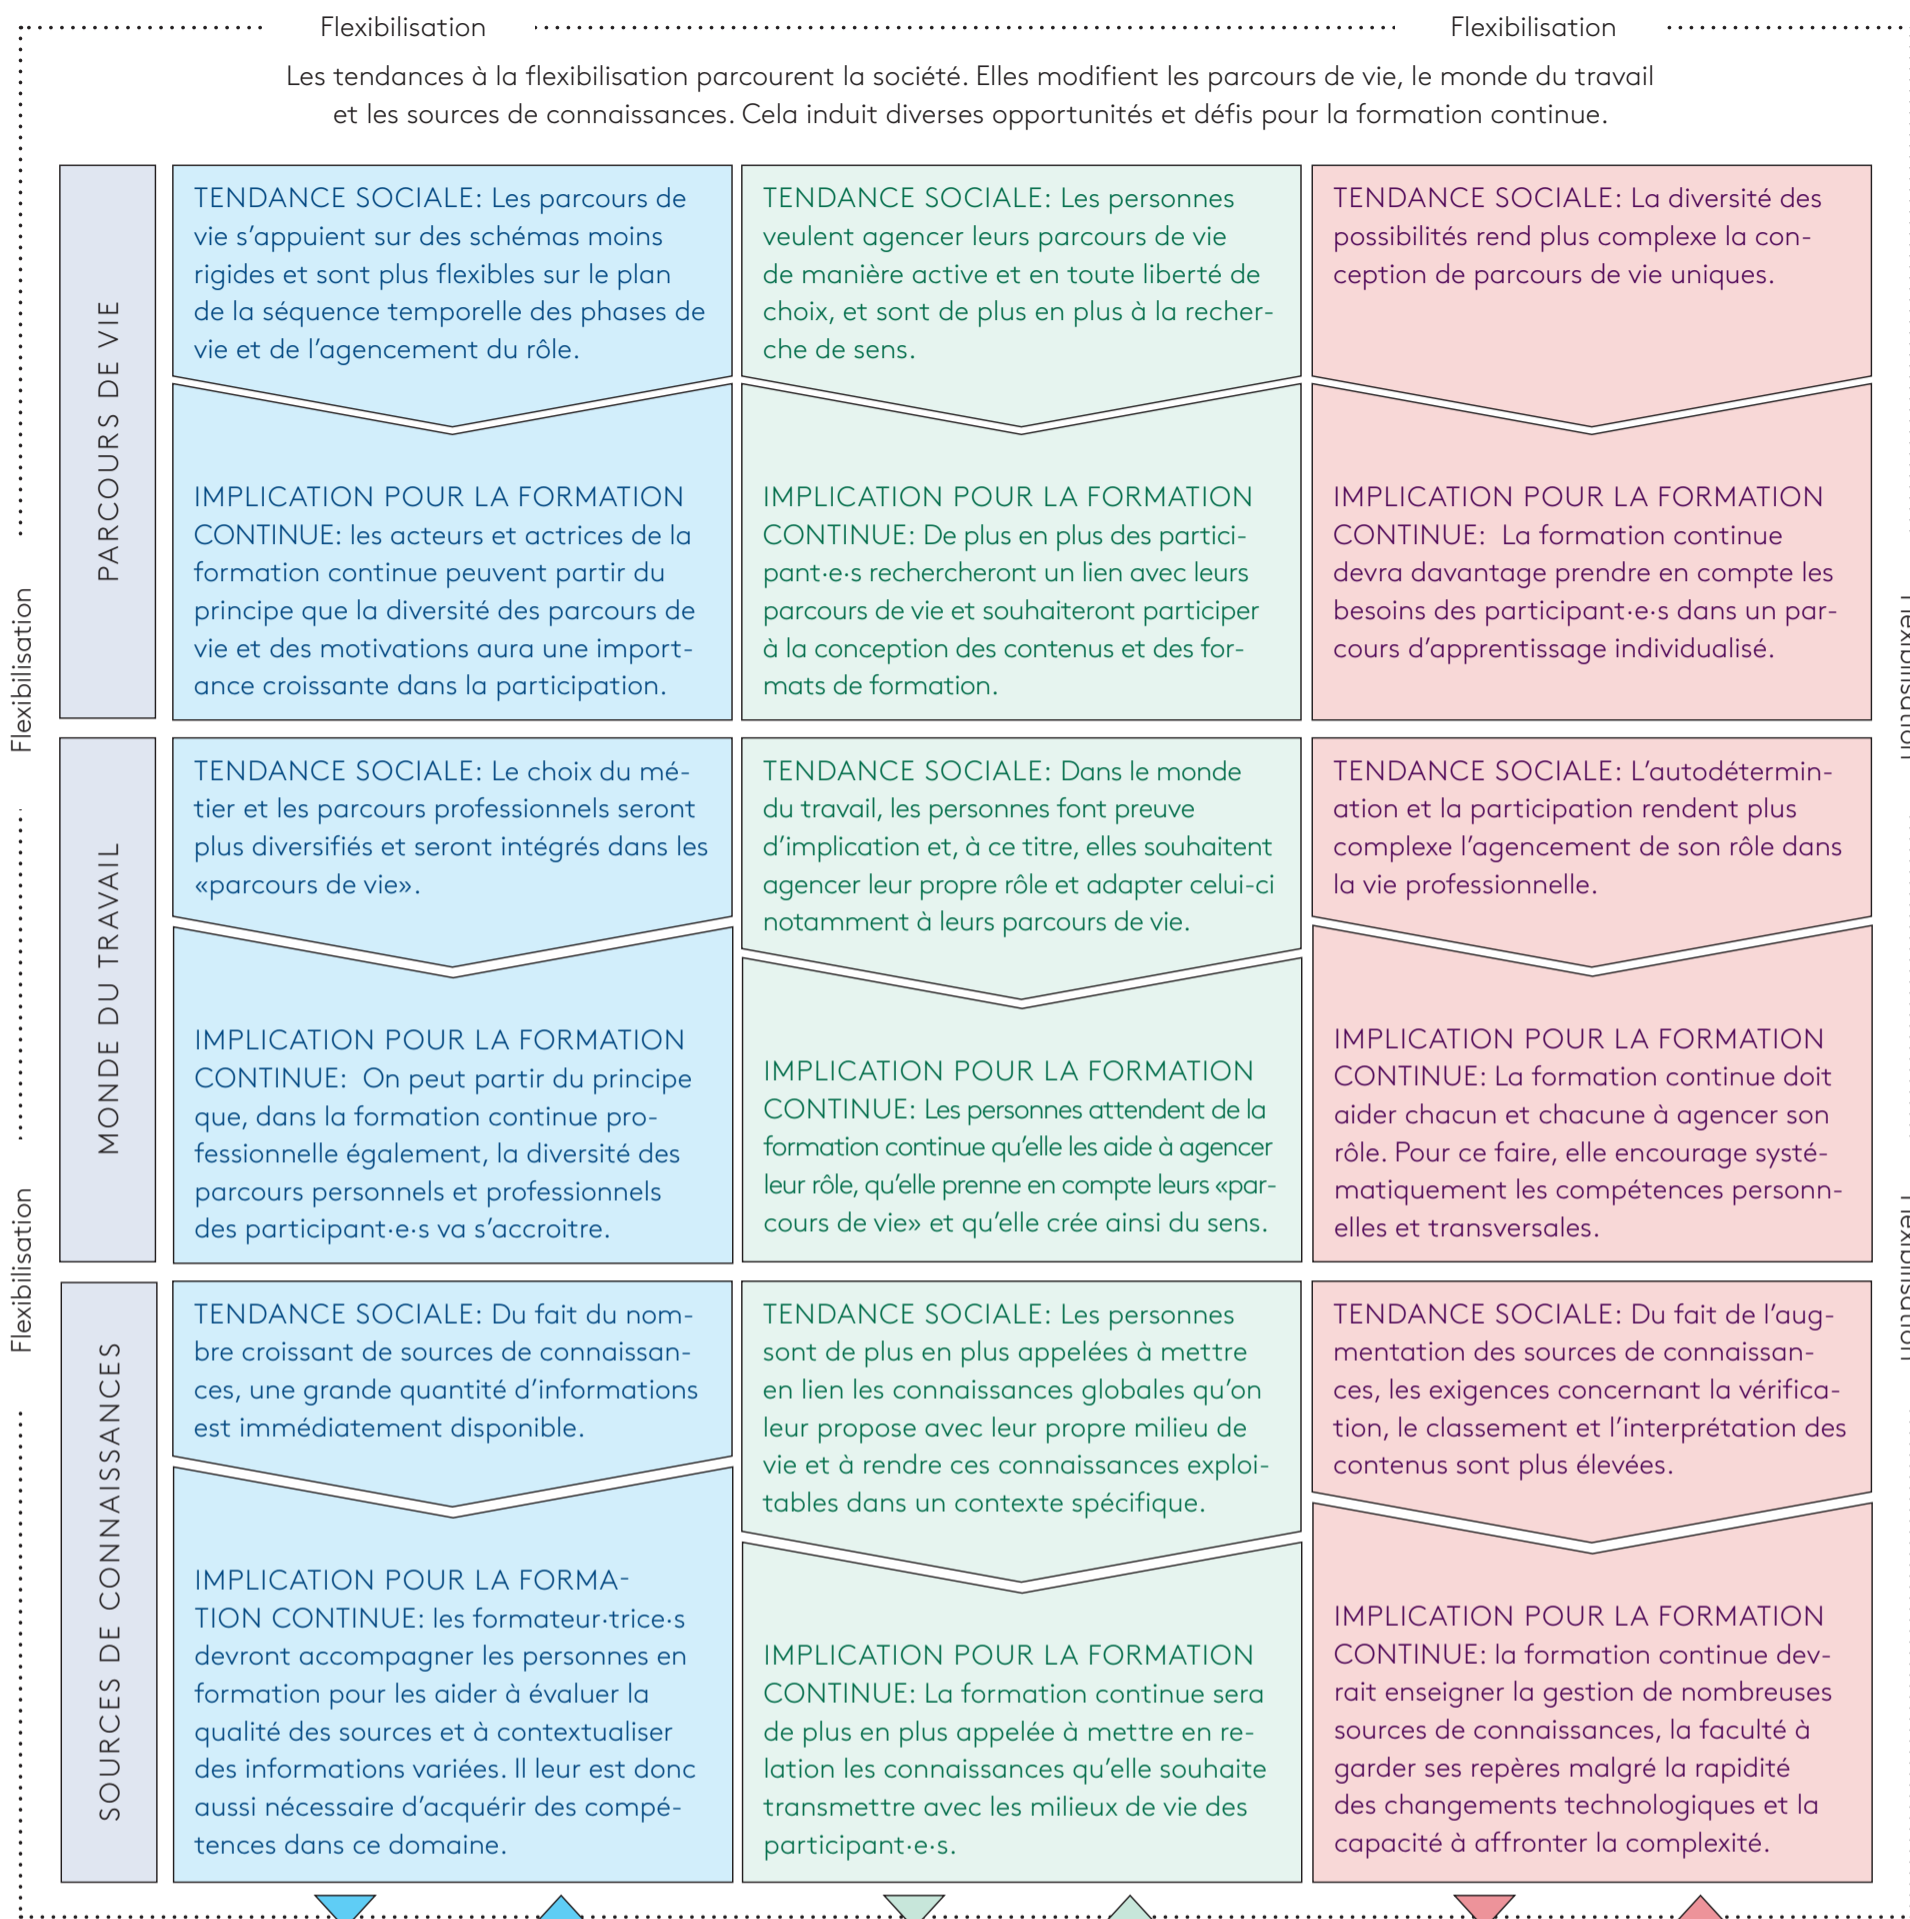 Flexibilisation
Flexibilisation
Les tendances à la flexibilisation parcourent la société. Elles modifient les parcours de vie, le monde du travail
et les sources de connaissances. Cela induit diverses opportunités et défis pour la formation continue.
Flexibilisation
Flexibilisation
PARCOURS DE VIE
TENDANCE SOCIALE: Les parcours de
vie s’appuient sur des schémas moins
rigides et sont plus flexibles sur le plan
de la séquence temporelle des phases de
vie et de l’agencement du rôle.
IMPLICATION POUR LA FORMATION
CONTINUE: les acteurs et actrices de la
formation continue peuvent partir du
principe que la diversité des parcours de
vie et des motivations aura une import-
ance croissante dans la participation.
TENDANCE SOCIALE: Les personnes
veulent agencer leurs parcours de vie
de manière active et en toute liberté de
choix, et sont de plus en plus à la recher-
che de sens.
IMPLICATION POUR LA FORMATION
CONTINUE: De plus en plus des partici-
pant·e·s rechercheront un lien avec leurs
parcours de vie et souhaiteront participer
à la conception des contenus et des for-
mats de formation.
TENDANCE SOCIALE: La diversité des
possibilités rend plus complexe la con-
ception de parcours de vie uniques.
IMPLICATION POUR LA FORMATION
CONTINUE: La formation continue
devra davantage prendre en compte les
besoins des participant·e·s dans un par-
cours d’apprentissage individualisé.
MONDE DU TRAVAIL
TENDANCE SOCIALE: Le choix du mé-
tier et les parcours professionnels seront
plus diversifiés et seront intégrés dans les
«parcours de vie».
IMPLICATION POUR LA FORMATION
CONTINUE: On peut partir du principe
que, dans la formation continue pro-
fessionnelle également, la diversité des
parcours personnels et professionnels
des participant·e·s va s’accroitre.
TENDANCE SOCIALE: Dans le monde
du travail, les personnes font preuve
d’implication et, à ce titre, elles souhaitent
agencer leur propre rôle et adapter celui-ci
notamment à leurs parcours de vie.
IMPLICATION POUR LA FORMATION
CONTINUE: Les personnes attendent de la
formation continue qu’elle les aide à agencer
leur rôle, qu’elle prenne en compte leurs «par-
cours de vie» et qu’elle crée ainsi du sens.
TENDANCE SOCIALE: L’autodétermin-
ation et la participation rendent plus
complexe l’agencement de son rôle dans
la vie professionnelle.
IMPLICATION POUR LA FORMATION
CONTINUE: La formation continue doit
aider chacun et chacune à agencer son
rôle. Pour ce faire, elle encourage systé-
matiquement les compétences personn-
elles et transversales.
SOURCES DE CONNAISSANCES
TENDANCE SOCIALE: Du fait du nom-
bre croissant de sources de connaissan-
ces, une grande quantité d’informations
est immédiatement disponible.
IMPLICATION POUR LA FORMA-
TION CONTINUE: les formateur·trice·s
devront accompagner les personnes en
formation pour les aider à évaluer la
qualité des sources et à contextualiser
des informations variées. Il leur est donc
aussi nécessaire d’acquérir des compé-
tences dans ce domaine.
TENDANCE SOCIALE: Les personnes
sont de plus en plus appelées à mettre
en lien les connaissances globales qu’on
leur propose avec leur propre milieu de
vie et à rendre ces connaissances exploi-
tables dans un contexte spécifique.
IMPLICATION POUR LA FORMATION
CONTINUE: La formation continue sera
de plus en plus appelée à mettre en re-
lation les connaissances qu’elle souhaite
transmettre avec les milieux de vie des
participant·e·s.
TENDANCE SOCIALE: Du fait de l’aug-
mentation des sources de connaissan-
ces, les exigences concernant la vérifica-
tion, le classement et l’interprétation des
contenus sont plus élevées.
IMPLICATION POUR LA FORMATION
CONTINUE: la formation continue dev-
rait enseigner la gestion de nombreuses
sources de connaissances, la faculté à
garder ses repères malgré la rapidité
des changements technologiques et la
capacité à affronter la complexité.